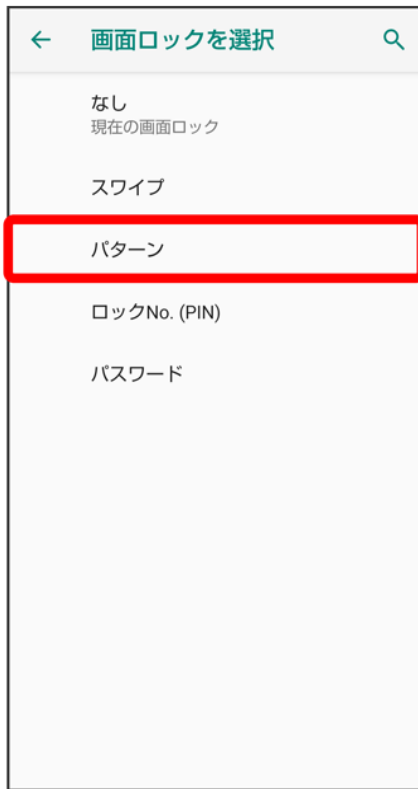 画面ロックを選択
なし
現在の画面ロック
スワイプ
パターン
ロックNo. (PIN)
パスワード